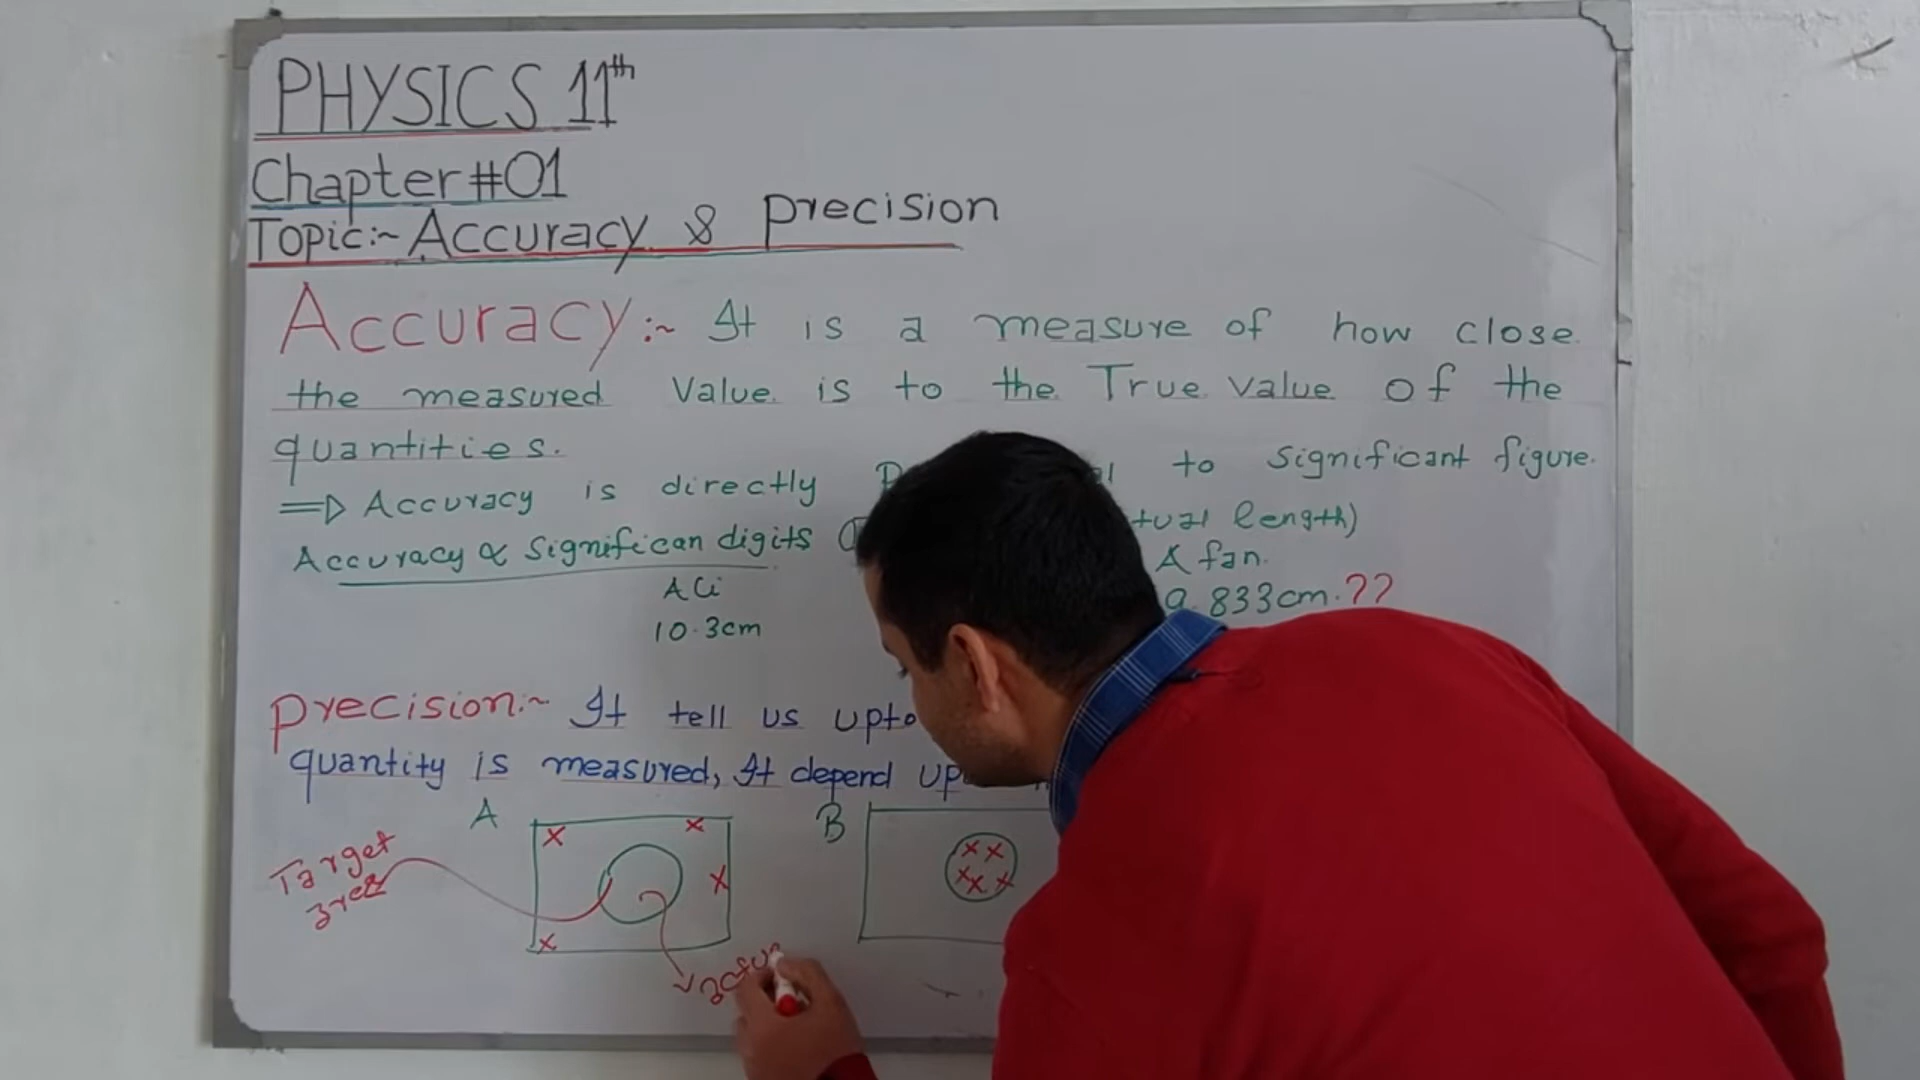 PHYSICS 11th
Chapter #01
Topic:~ Accuracy & Precision
Accuracy:~ It is a measure of how close
the measured Value is to the True value of the
quantities.
=> Accuracy is directly to significant figure.
Accuracy ∝ Significan digits length)
ALi & fan.
10.3cm 9.833cm.??
Precision:~ It tell us upto
quantity is measured, It depend
A B
Target
area